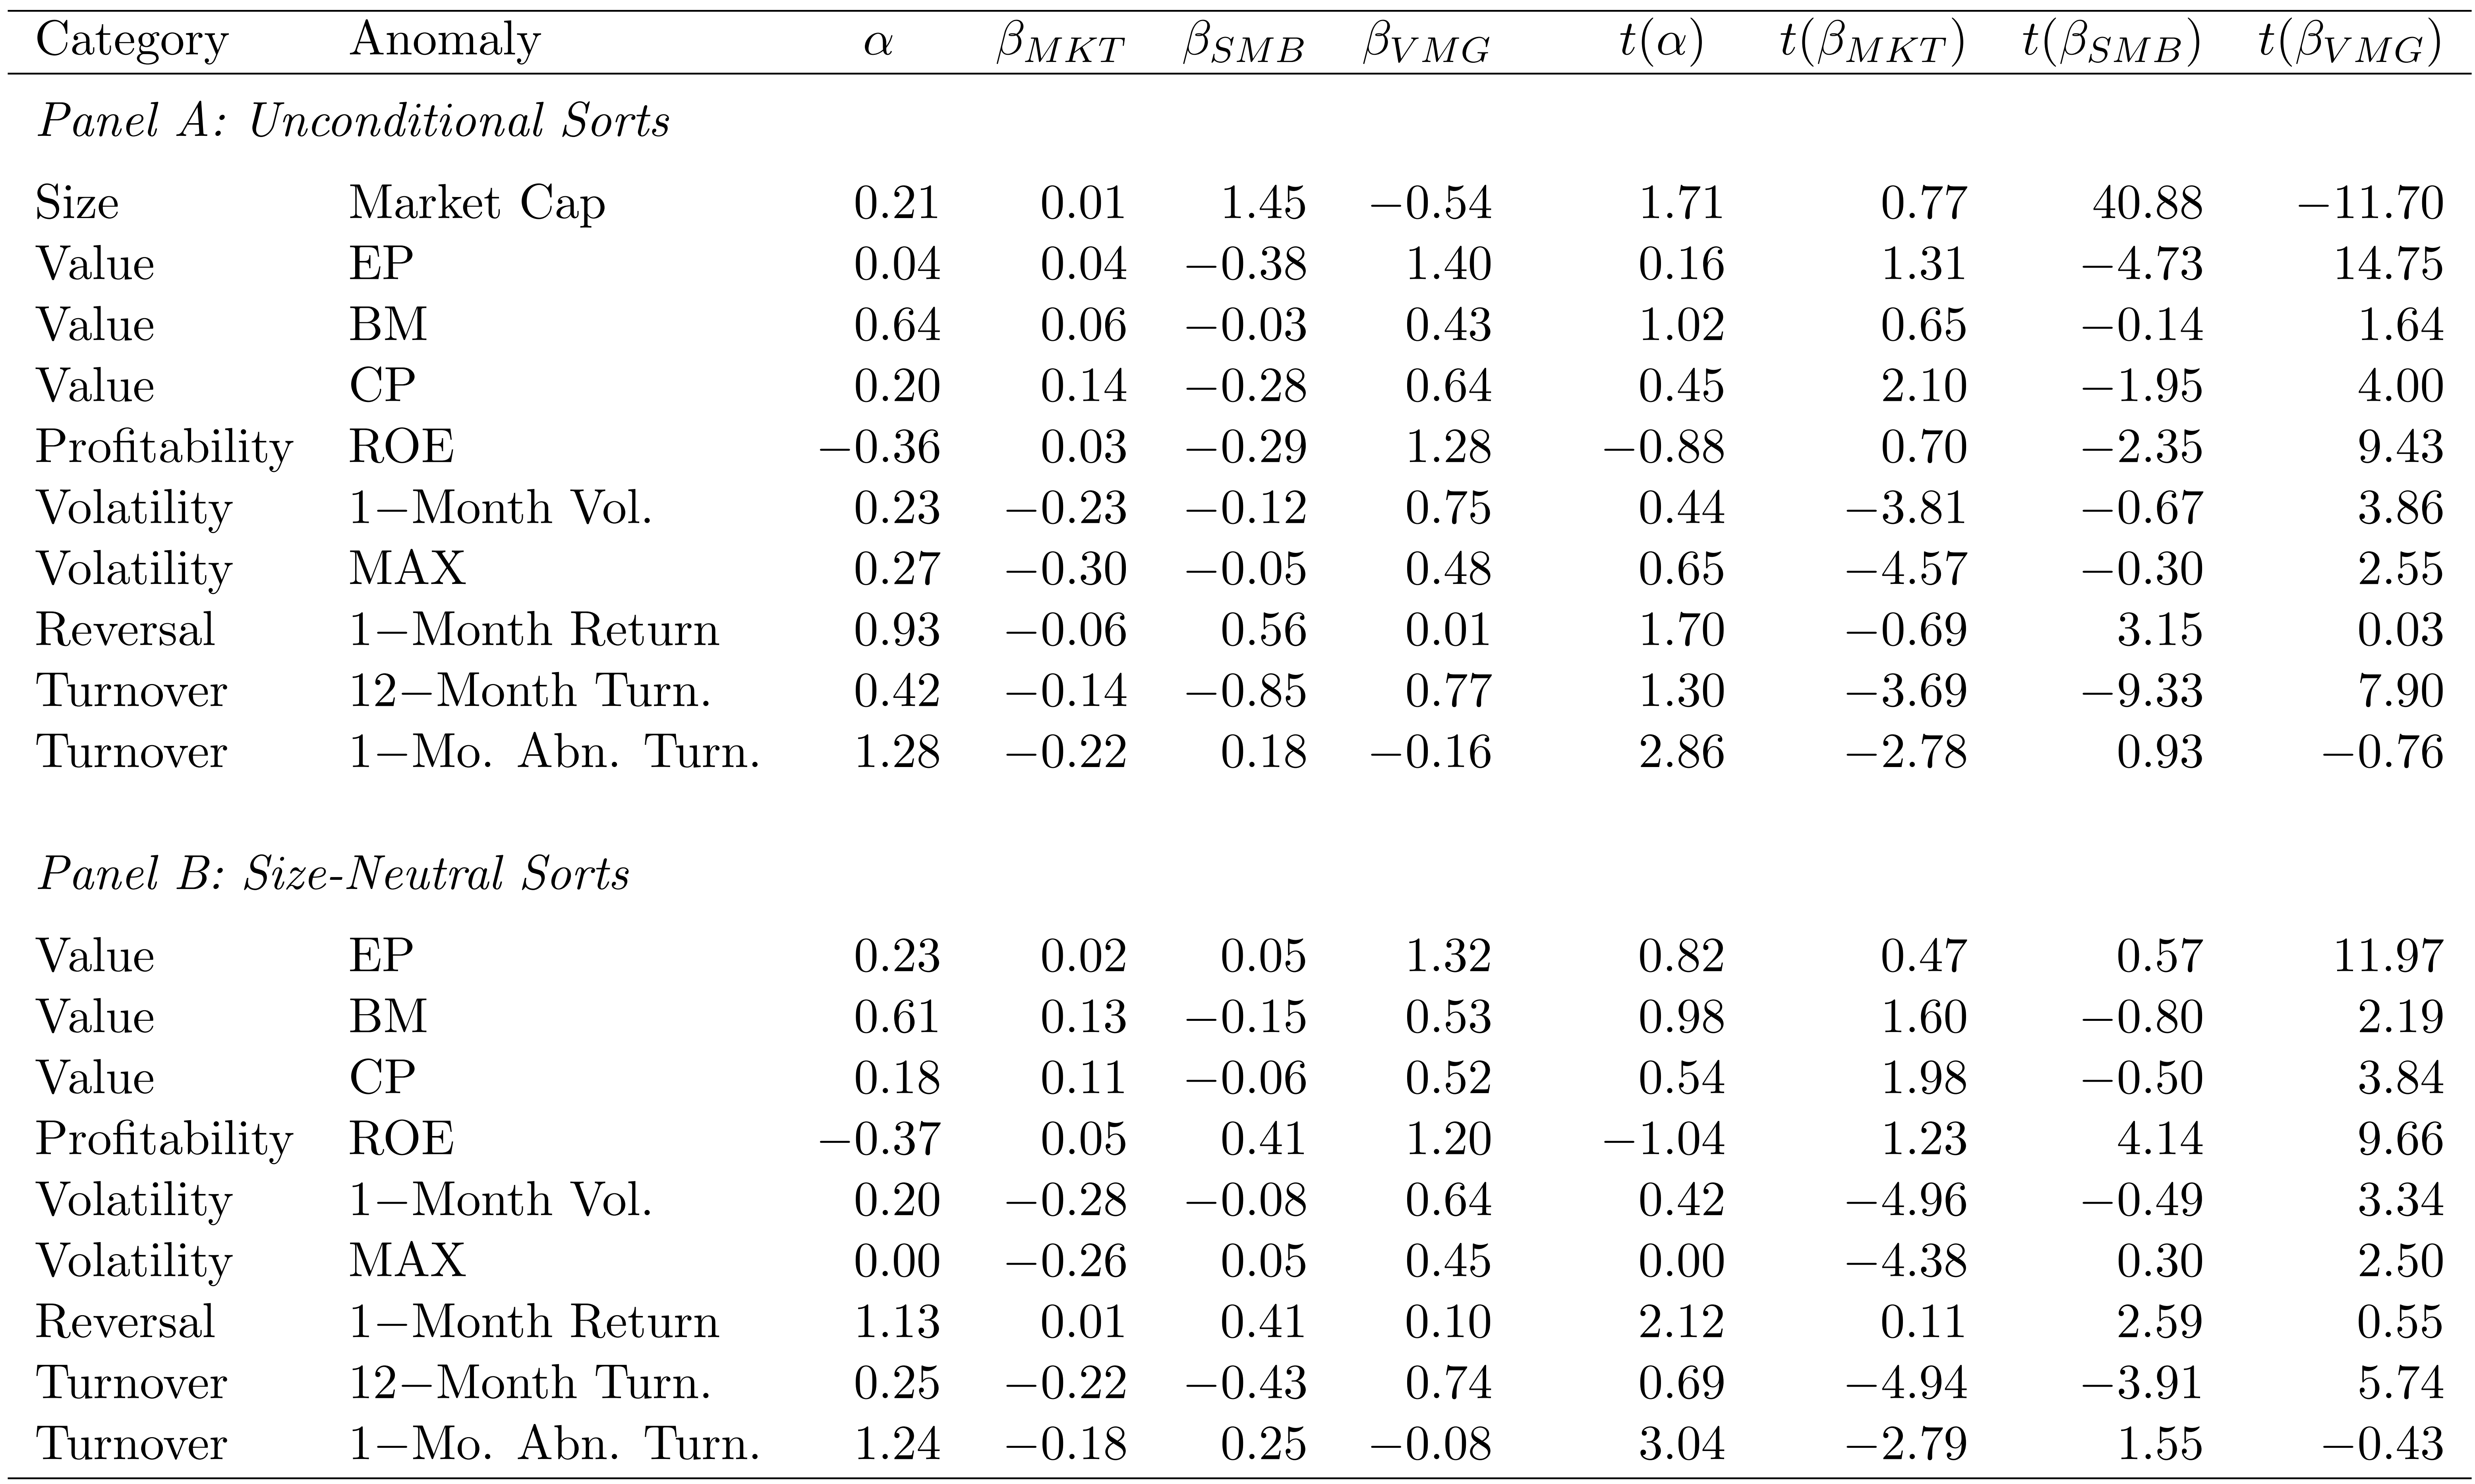 Category Anomaly α β_MKT β_SMB β_VMG t(α) t(β_MKT) t(β_SMB) t(β_VMG)
Panel A: Unconditional Sorts
Size Market Cap 0.21 0.01 1.45 −0.54 1.71 0.77 40.88 −11.70
Value EP 0.04 0.04 −0.38 1.40 0.16 1.31 −4.73 14.75
Value BM 0.64 0.06 −0.03 0.43 1.02 0.65 −0.14 1.64
Value CP 0.20 0.14 −0.28 0.64 0.45 2.10 −1.95 4.00
Profitability ROE −0.36 0.03 −0.29 1.28 −0.88 0.70 −2.35 9.43
Volatility 1−Month Vol. 0.23 −0.23 −0.12 0.75 0.44 −3.81 −0.67 3.86
Volatility MAX 0.27 −0.30 −0.05 0.48 0.65 −4.57 −0.30 2.55
Reversal 1−Month Return 0.93 −0.06 0.56 0.01 1.70 −0.69 3.15 0.03
Turnover 12−Month Turn. 0.42 −0.14 −0.85 0.77 1.30 −3.69 −9.33 7.90
Turnover 1−Mo. Abn. Turn. 1.28 −0.22 0.18 −0.16 2.86 −2.78 0.93 −0.76
Panel B: Size-Neutral Sorts
Value EP 0.23 0.02 0.05 1.32 0.82 0.47 0.57 11.97
Value BM 0.61 0.13 −0.15 0.53 0.98 1.60 −0.80 2.19
Value CP 0.18 0.11 −0.06 0.52 0.54 1.98 −0.50 3.84
Profitability ROE −0.37 0.05 0.41 1.20 −1.04 1.23 4.14 9.66
Volatility 1−Month Vol. 0.20 −0.28 −0.08 0.64 0.42 −4.96 −0.49 3.34
Volatility MAX 0.00 −0.26 0.05 0.45 0.00 −4.38 0.30 2.50
Reversal 1−Month Return 1.13 0.01 0.41 0.10 2.12 0.11 2.59 0.55
Turnover 12−Month Turn. 0.25 −0.22 −0.43 0.74 0.69 −4.94 −3.91 5.74
Turnover 1−Mo. Abn. Turn. 1.24 −0.18 0.25 −0.08 3.04 −2.79 1.55 −0.43